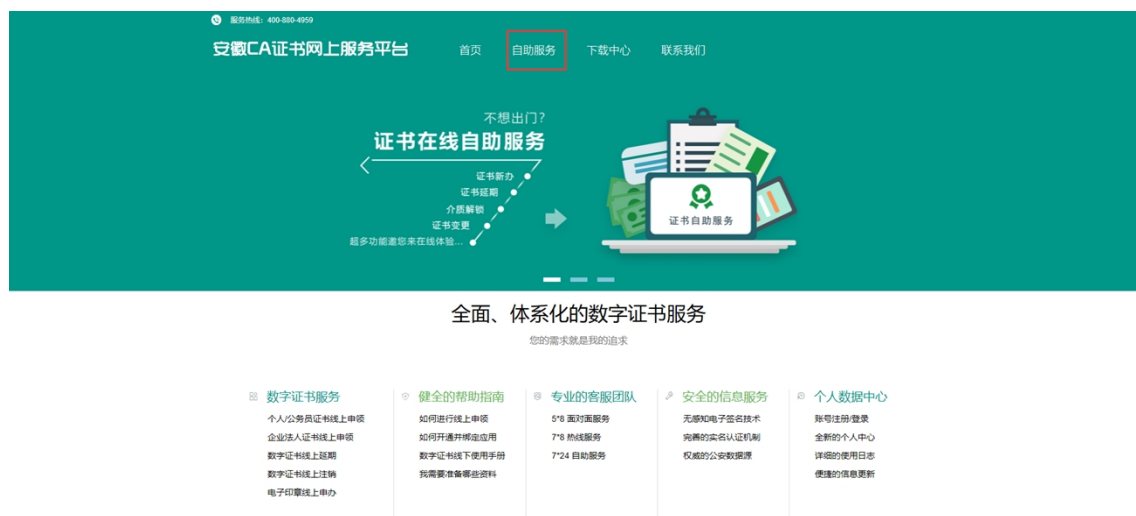 服务热线：400-880-4959
安徽CA证书网上服务平台 首页 自助服务 下载中心 联系我们
不想出门？
证书在线自助服务
证书新办
证书延期
介质解锁
证书变更
超多功能邀您来在线体验...
证书自助服务
全面、体系化的数字证书服务
您的需求就是我的追求
数字证书服务
个人/公务员证书线上申领
企业法人证书线上申领
数字证书线上延期
数字证书线上注销
电子印章线上申办
健全的帮助指南
如何进行线上申领
如何开通并绑定应用
数字证书线下使用手册
我需要准备哪些资料
专业的客服团队
5*8 面对面服务
7*8 热线服务
7*24 自助服务
安全的信息服务
无感知电子签名技术
完善的实名认证机制
权威的公安数据源
个人数据中心
账号注册/登录
全新的个人中心
详细的使用日志
便捷的信息更新